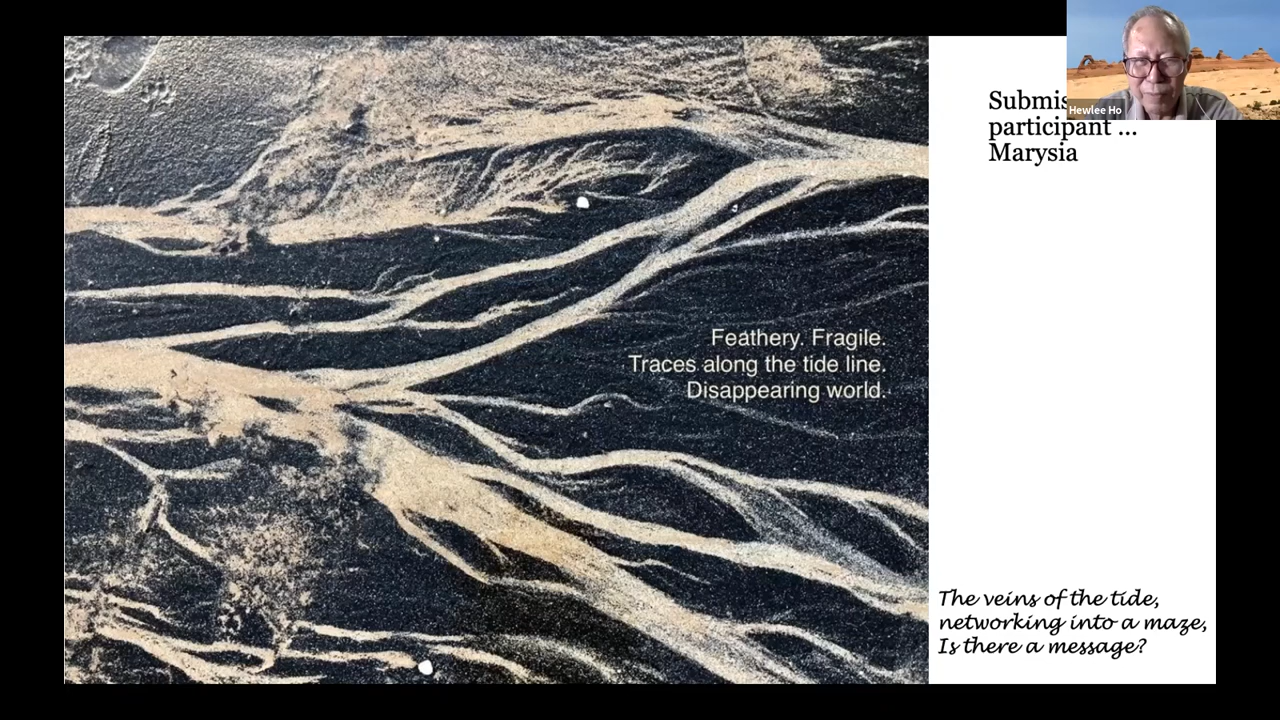 Hewlee Ho
participant ...
Marysia
Feathery. Fragile.
Traces along the tide line.
Disappearing world.
The veins of the tide,
networking into a maze,
Is there a message?